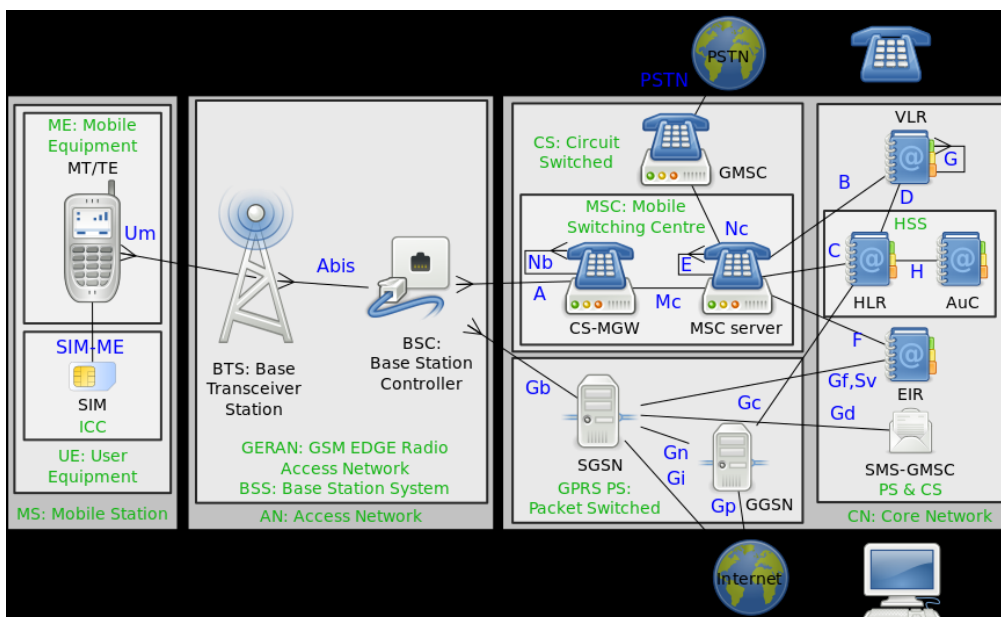 PSTN
PSTN
ME: Mobile
Equipment
MT/TE
Um
SIM-ME
SIM
ICC
UE: User
Equipment
MS: Mobile Station
Abis
BTS: Base
Transceiver
Station
BSC:
Base Station
Controller
GERAN: GSM EDGE Radio
Access Network
BSS: Base Station System
AN: Access Network
CS: Circuit
Switched
GMSC
MSC: Mobile
Switching Centre
Nc
Nb
E
A
Mc
CS-MGW
MSC server
Gb
SGSN
Gn
Gi
Gc
Gp
GGSN
GPRS PS:
Packet Switched
VLR
G
B
D
HSS
C
H
HLR
AuC
F
Gf,Sv
EIR
Gd
SMS-GMSC
PS & CS
CN: Core Network
Internet